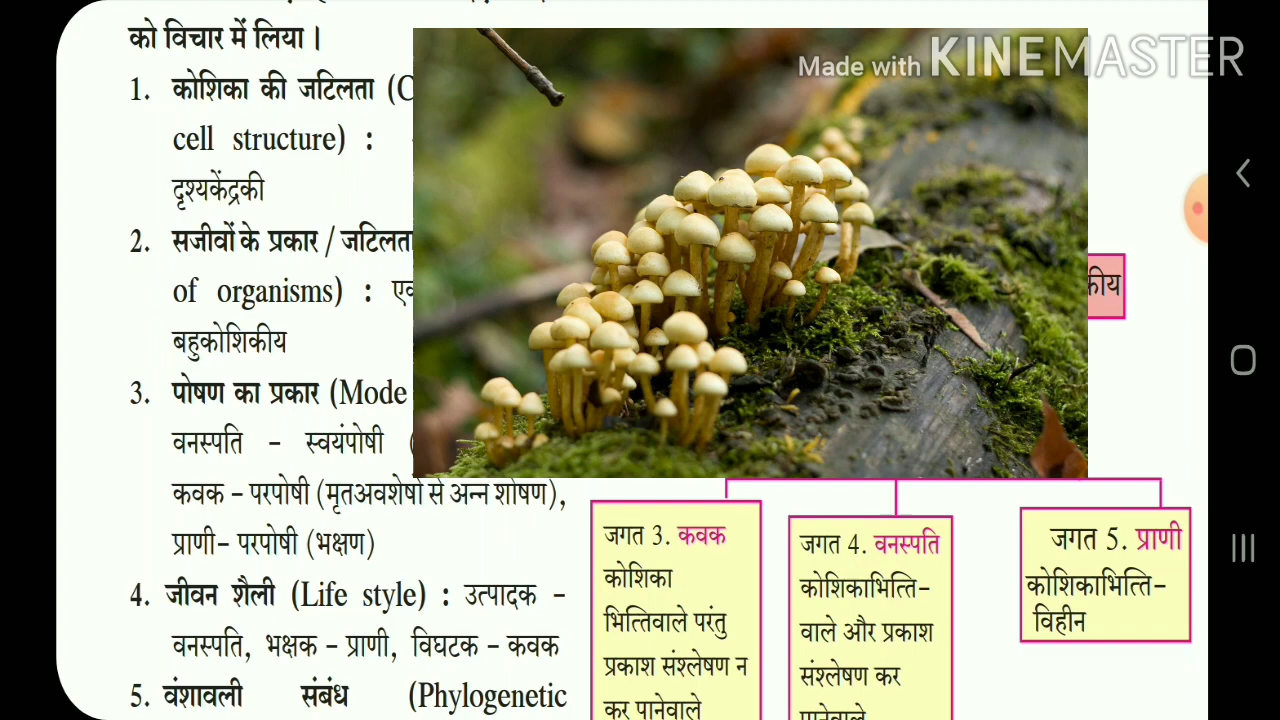 को विचार में लिया ।
1. कोशिका की जटिलता (C
cell structure) :
दृश्यकेंद्रकी
2. सजीवों के प्रकार / जटिलता
of organisms) :
बहुकोशिकीय
3. पोषण का प्रकार (Mode
वनस्पति - स्वयंपोषी (
कवक - परपोषी (मृतअवशेषों से अन्न शोषण),
प्राणी- परपोषी (भक्षण)
4. जीवन शैली (Life style) : उत्पादक -
वनस्पति, भक्षक - प्राणी, विघटक - कवक
5. वंशावली संबंध (Phylogenetic
Made with KINEMASTER
कीय
जगत 3. कवक
कोशिका
भित्तिवाले परंतु
प्रकाश संश्लेषण न
कर पानेवाले
जगत 4. वनस्पति
कोशिकाभित्ति-
वाले और प्रकाश
संश्लेषण कर
पानेवाले
जगत 5. प्राणी
कोशिकाभित्ति-
विहीन